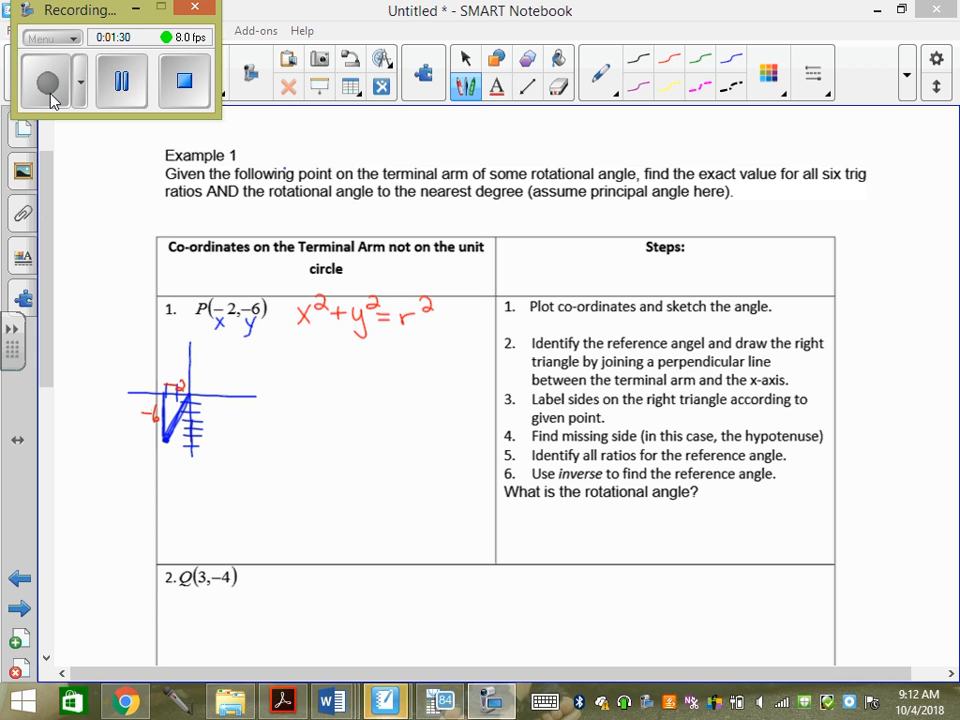 Recording...
Untitled * - SMART Notebook
Menu
0:01:30
8.0 fps
Add-ons
Help
Example 1
Given the following point on the terminal arm of some rotational angle, find the exact value for all six trig
ratios AND the rotational angle to the nearest degree (assume principal angle here).
Co-ordinates on the Terminal Arm not on the unit
circle
Steps:
1. P(−2,−6)
x y
x² + y² = r²
2
-6
1. Plot co-ordinates and sketch the angle.
2. Identify the reference angel and draw the right
triangle by joining a perpendicular line
between the terminal arm and the x-axis.
3. Label sides on the right triangle according to
given point.
4. Find missing side (in this case, the hypotenuse)
5. Identify all ratios for the reference angle.
6. Use inverse to find the reference angle.
What is the rotational angle?
2. Q(3,−4)
84
9:12 AM
10/4/2018